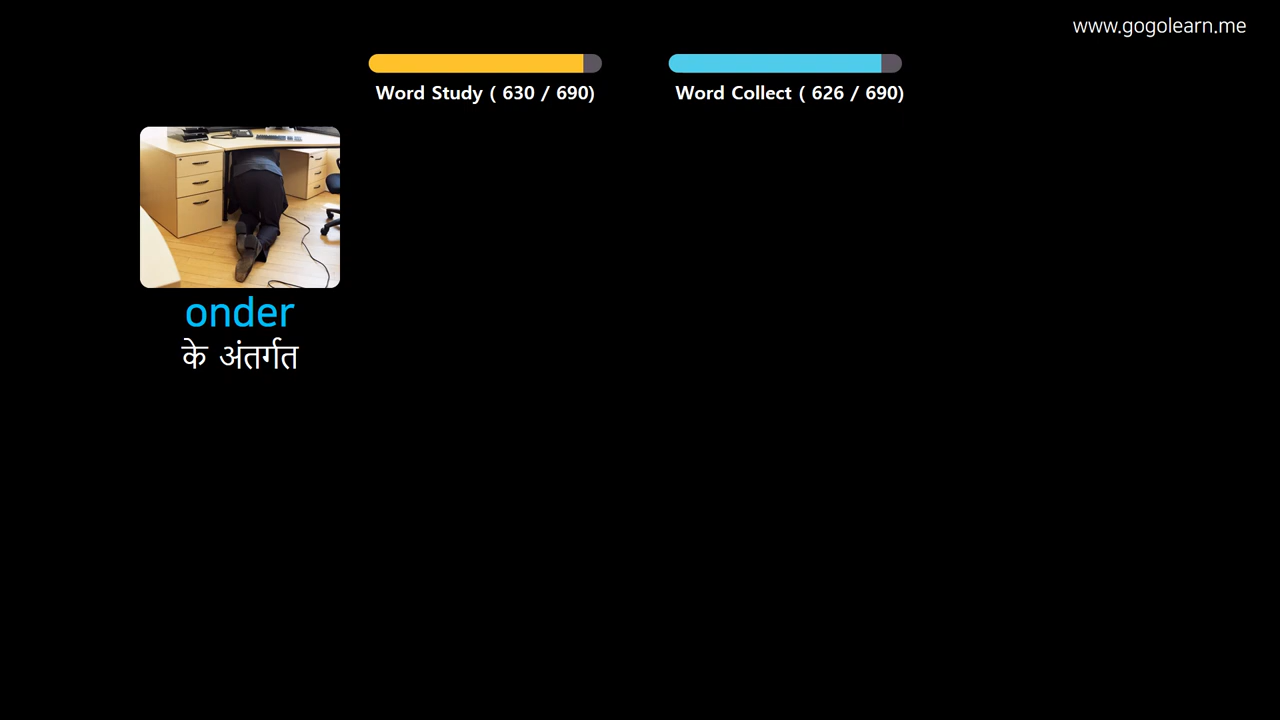 www.gogolearn.me
Word Study ( 630 / 690)
Word Collect ( 626 / 690)
onder
के अंतर्गत